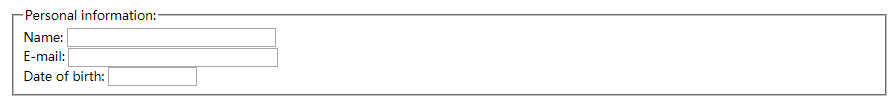 Personal information:
Name:
E-mail:
Date of birth: